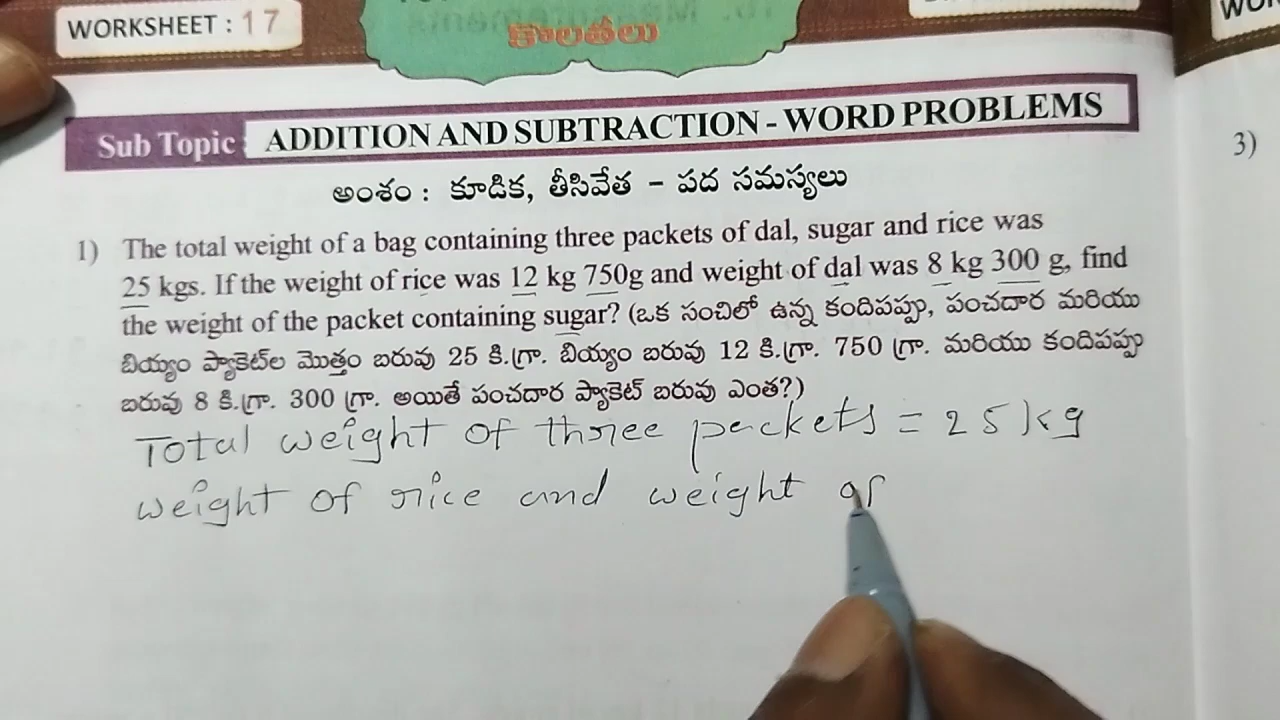 WORKSHEET : 17
కొలతలు
Sub Topic : ADDITION AND SUBTRACTION - WORD PROBLEMS
అంశం : కూడిక, తీసివేత - పద సమస్యలు
1) The total weight of a bag containing three packets of dal, sugar and rice was
25 kgs. If the weight of rice was 12 kg 750g and weight of dal was 8 kg 300 g, find
the weight of the packet containing sugar? (ఒక సంచిలో ఉన్న కందిపప్పు, పంచదార మరియు
బియ్యం ప్యాకెట్‌ల మొత్తం బరువు 25 కి.గ్రా. బియ్యం బరువు 12 కి.గ్రా. 750 గ్రా. మరియు కందిపప్పు
బరువు 8 కి.గ్రా. 300 గ్రా. అయితే పంచదార ప్యాకెట్ బరువు ఎంత?)
Total weight of three packets = 25 kg
weight of rice and weight of
3)